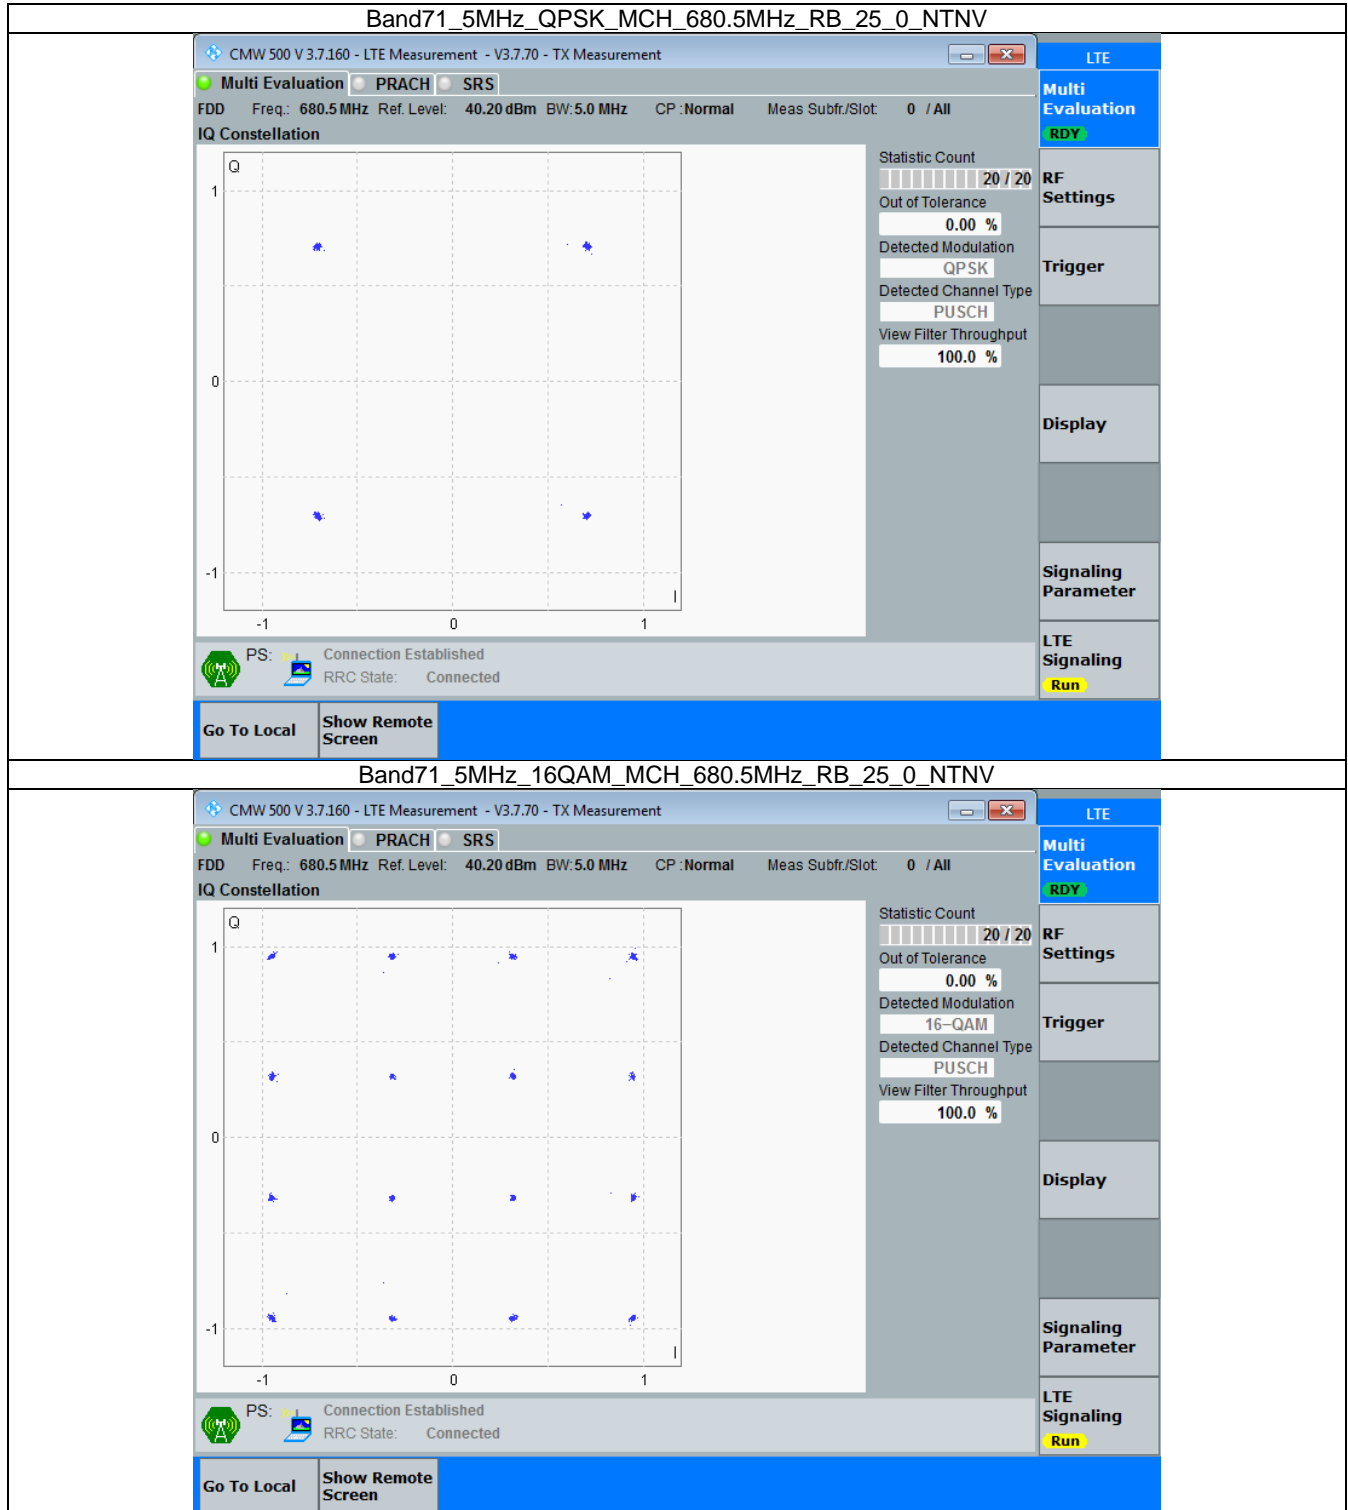 Band71_5MHz_QPSK_MCH_680.5MHz_RB_25_0_NTNV
CMW 500 V 3.7.160 - LTE Measurement - V3.7.70 - TX Measurement
LTE
Multi Evaluation PRACH SRS
Multi Evaluation
RDY
FDD Freq.: 680.5 MHz Ref. Level: 40.20 dBm BW: 5.0 MHz CP : Normal Meas Subfr./Slot: 0 / All
IQ Constellation
Q
1
0
-1
-1 0 1
I
Statistic Count
20 / 20
Out of Tolerance
0.00 %
Detected Modulation
QPSK
Detected Channel Type
PUSCH
View Filter Throughput
100.0 %
RF
Settings
Trigger
Display
Signaling
Parameter
LTE
Signaling
Run
PS:
Connection Established
RRC State: Connected
Go To Local
Show Remote
Screen
Band71_5MHz_16QAM_MCH_680.5MHz_RB_25_0_NTNV
CMW 500 V 3.7.160 - LTE Measurement - V3.7.70 - TX Measurement
LTE
Multi Evaluation PRACH SRS
Multi Evaluation
RDY
FDD Freq.: 680.5 MHz Ref. Level: 40.20 dBm BW: 5.0 MHz CP : Normal Meas Subfr./Slot: 0 / All
IQ Constellation
Q
1
0
-1
-1 0 1
I
Statistic Count
20 / 20
Out of Tolerance
0.00 %
Detected Modulation
16-QAM
Detected Channel Type
PUSCH
View Filter Throughput
100.0 %
RF
Settings
Trigger
Display
Signaling
Parameter
LTE
Signaling
Run
PS:
Connection Established
RRC State: Connected
Go To Local
Show Remote
Screen